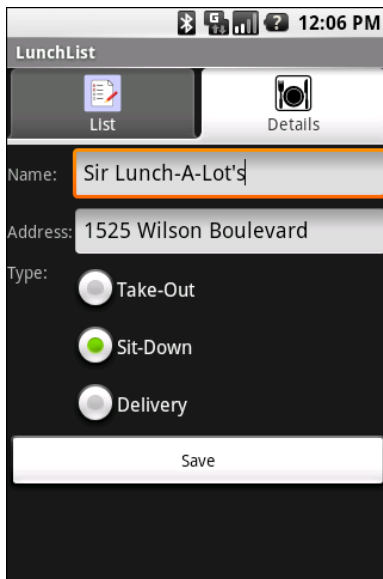 12:06 PM
LunchList
List Details
Name: Sir Lunch-A-Lot's
Address: 1525 Wilson Boulevard
Type:
Take-Out
Sit-Down
Delivery
Save